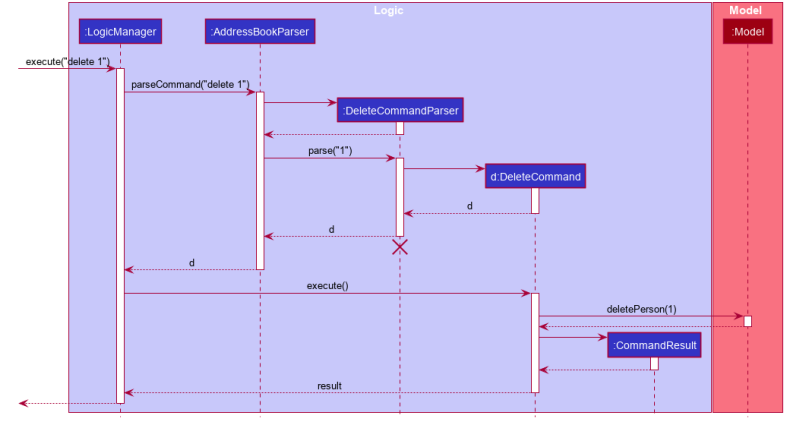 Logic
Model
:LogicManager
:AddressBookParser
:Model
execute("delete 1")
parseCommand("delete 1")
:DeleteCommandParser
parse("1")
d:DeleteCommand
d
d
d
execute()
deletePerson(1)
:CommandResult
result